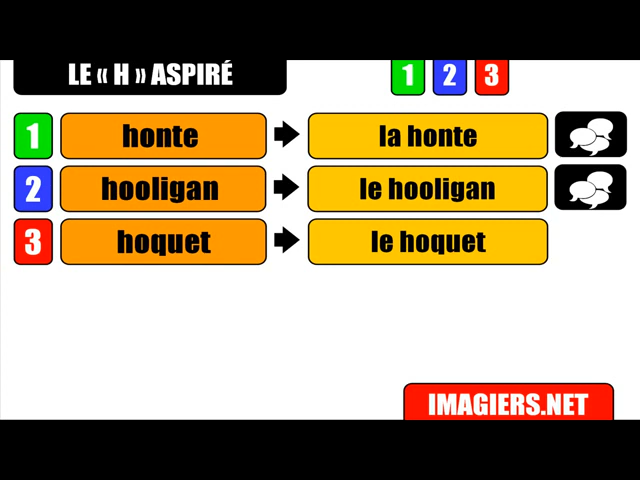 LE « H » ASPIRÉ 1 2 3
1 honte la honte
2 hooligan le hooligan
3 hoquet le hoquet
IMAGIERS.NET